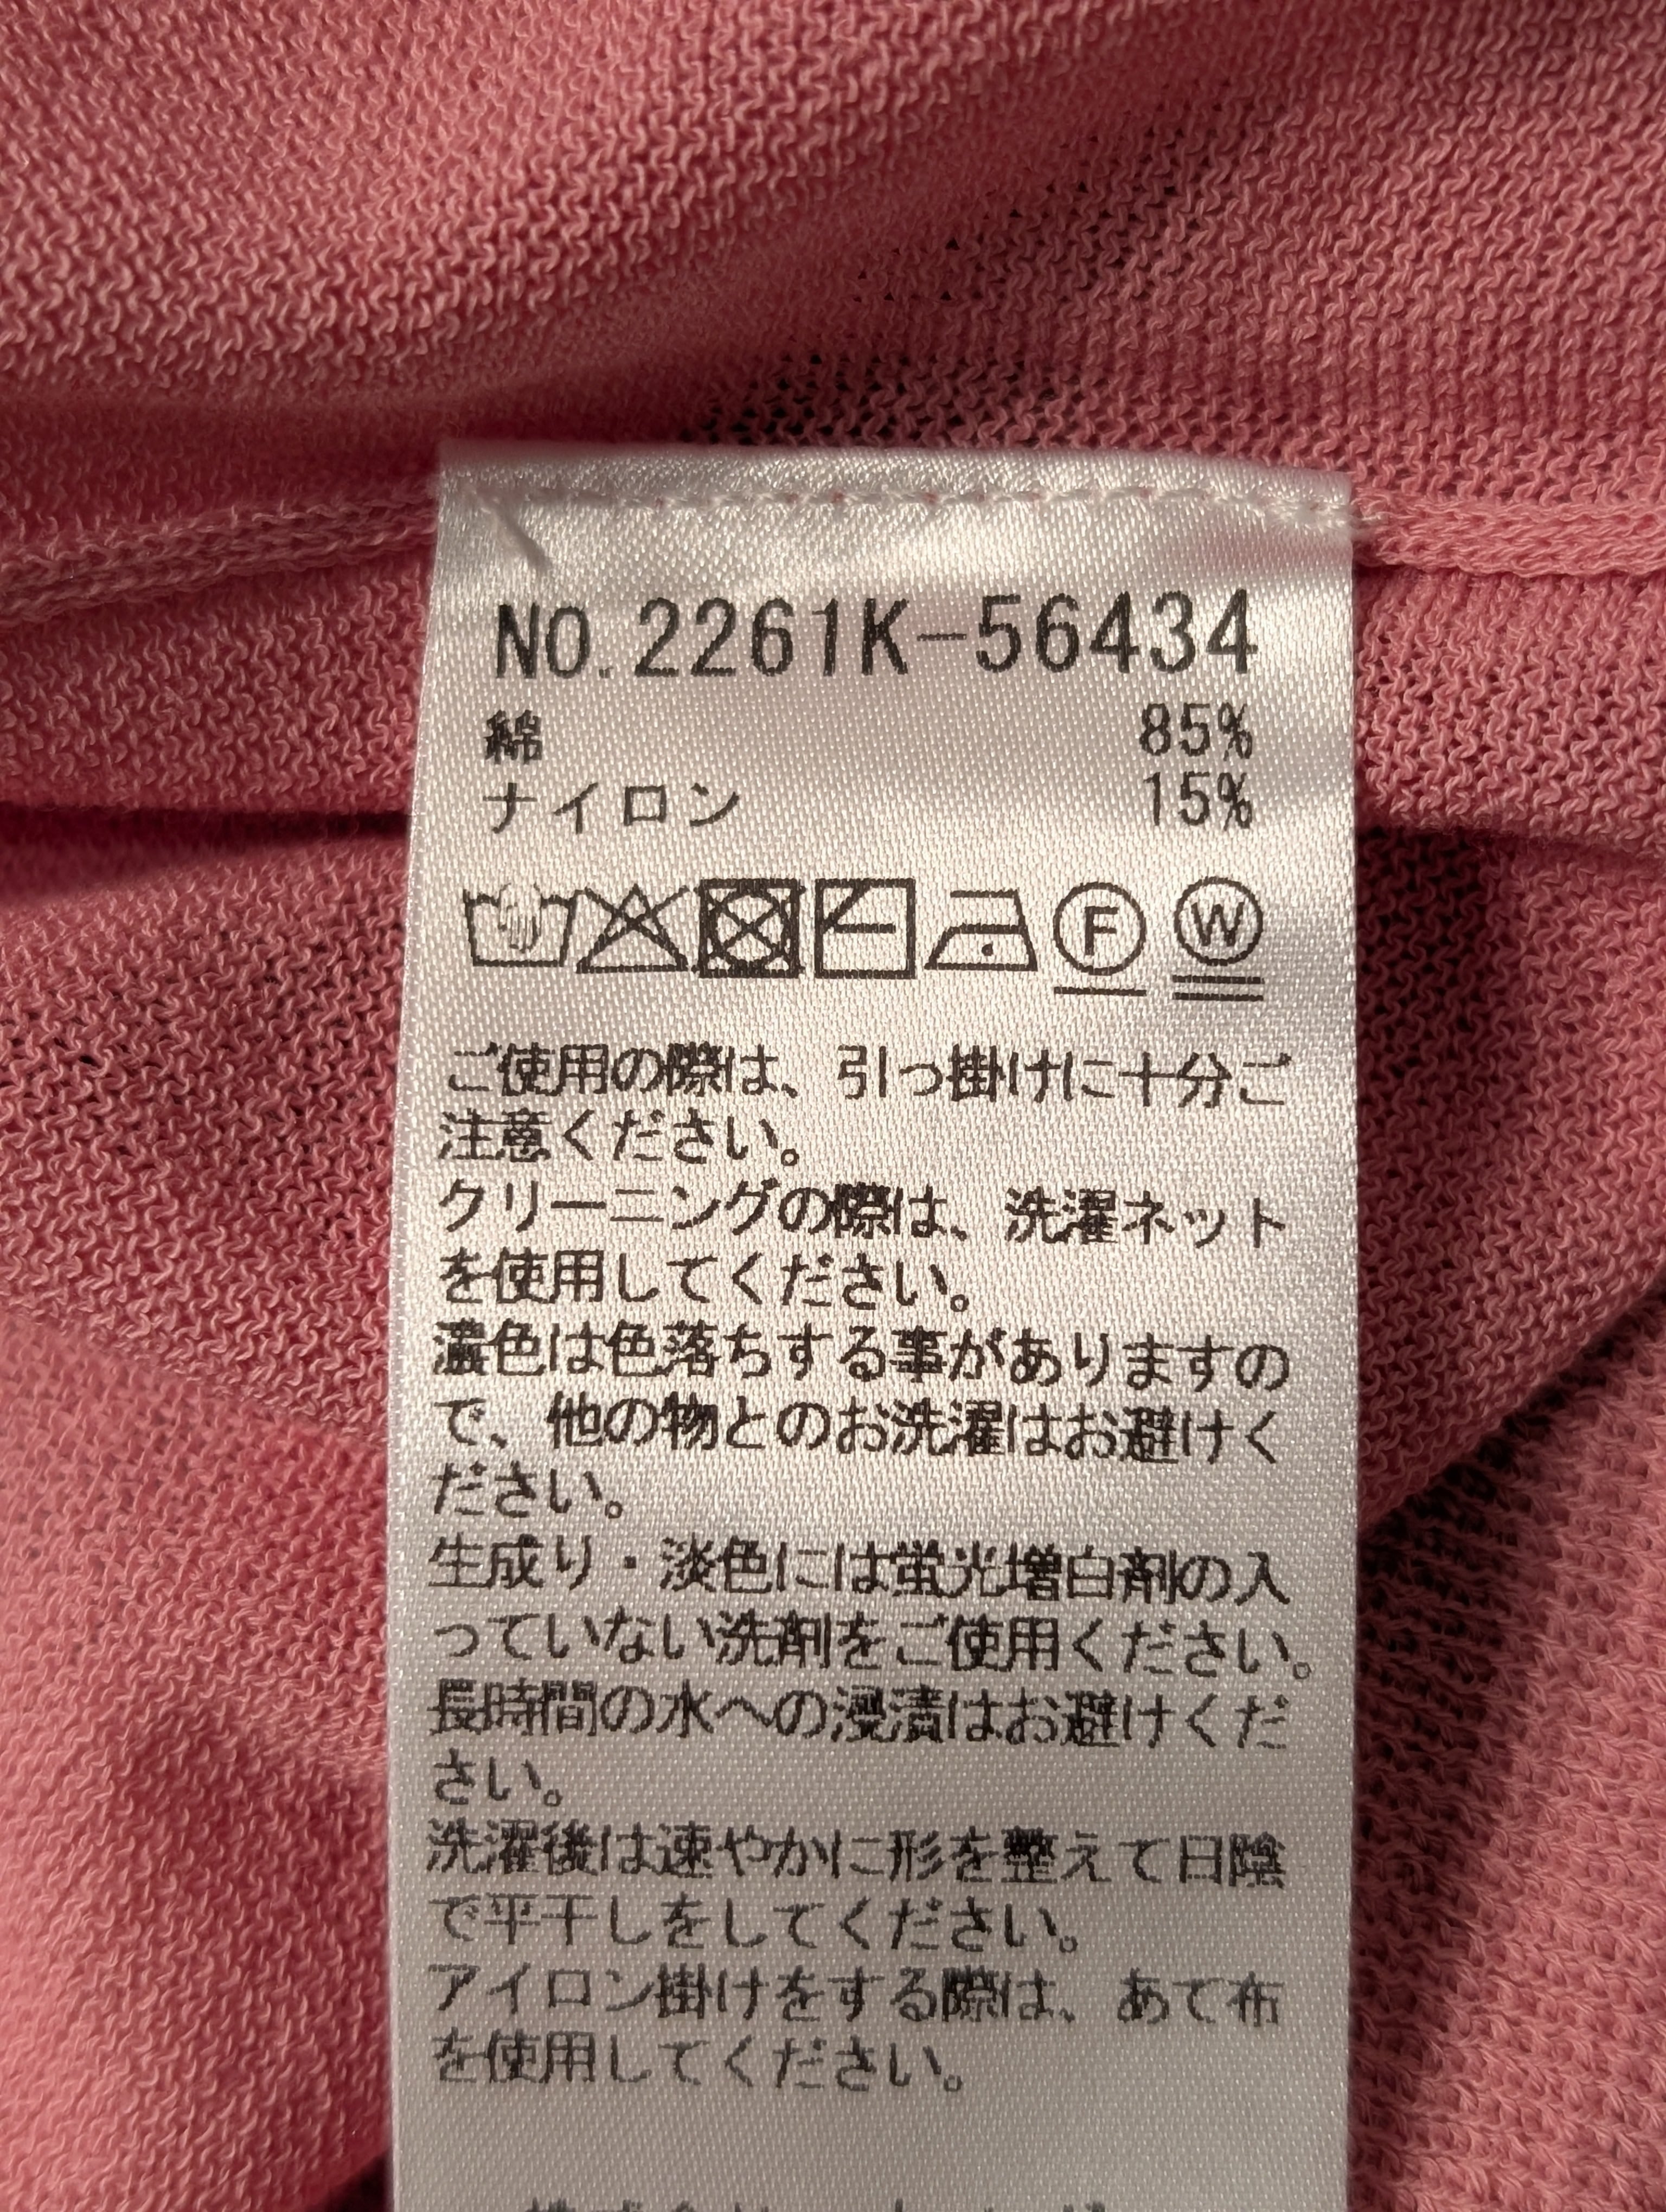 NO.2261K-56434
綿 85%
ナイロン 15%
F W
ご使用の際は、引っ掛けに十分ご
注意ください。
クリーニングの際は、洗濯ネット
を使用してください。
濃色は色落ちする事がありますの
で、他の物とのお洗濯はお避けく
ださい。
生成り・淡色には蛍光増白剤の入
っていない洗剤をご使用ください。
長時間の水への浸漬はお避けくだ
さい。
洗濯後は速やかに形を整えて日陰
で平干しをしてください。
アイロン掛けをする際は、あて布
を使用してください。